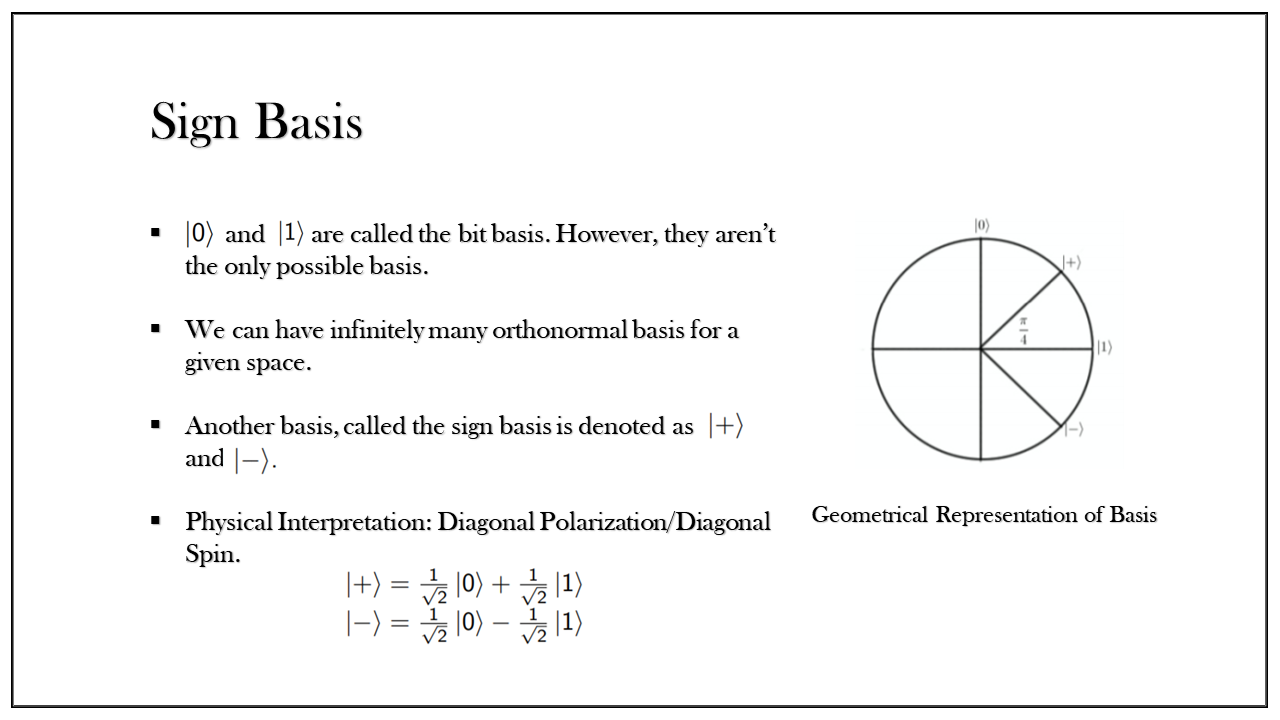 Sign Basis
▪ |0⟩ and |1⟩ are called the bit basis. However, they aren't
the only possible basis.
▪ We can have infinitely many orthonormal basis for a
given space.
▪ Another basis, called the sign basis is denoted as |+⟩
and |−⟩.
▪ Physical Interpretation: Diagonal Polarization/Diagonal
Spin.
|+⟩ = 1/√2 |0⟩ + 1/√2 |1⟩
|−⟩ = 1/√2 |0⟩ − 1/√2 |1⟩
|0⟩
|+⟩
π/4
|1⟩
|−⟩
Geometrical Representation of Basis